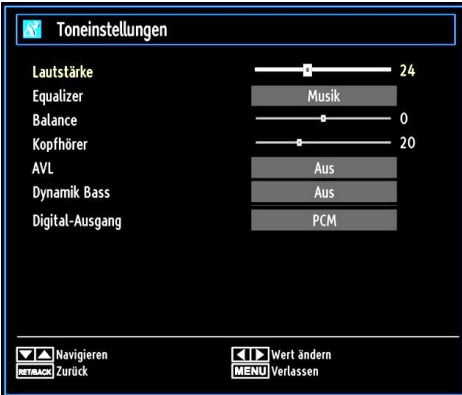 Toneinstellungen
Lautstärke 24
Equalizer Musik
Balance 0
Kopfhörer 20
AVL Aus
Dynamik Bass Aus
Digital-Ausgang PCM
Navigieren Wert ändern
RET/BACK Zurück MENU Verlassen